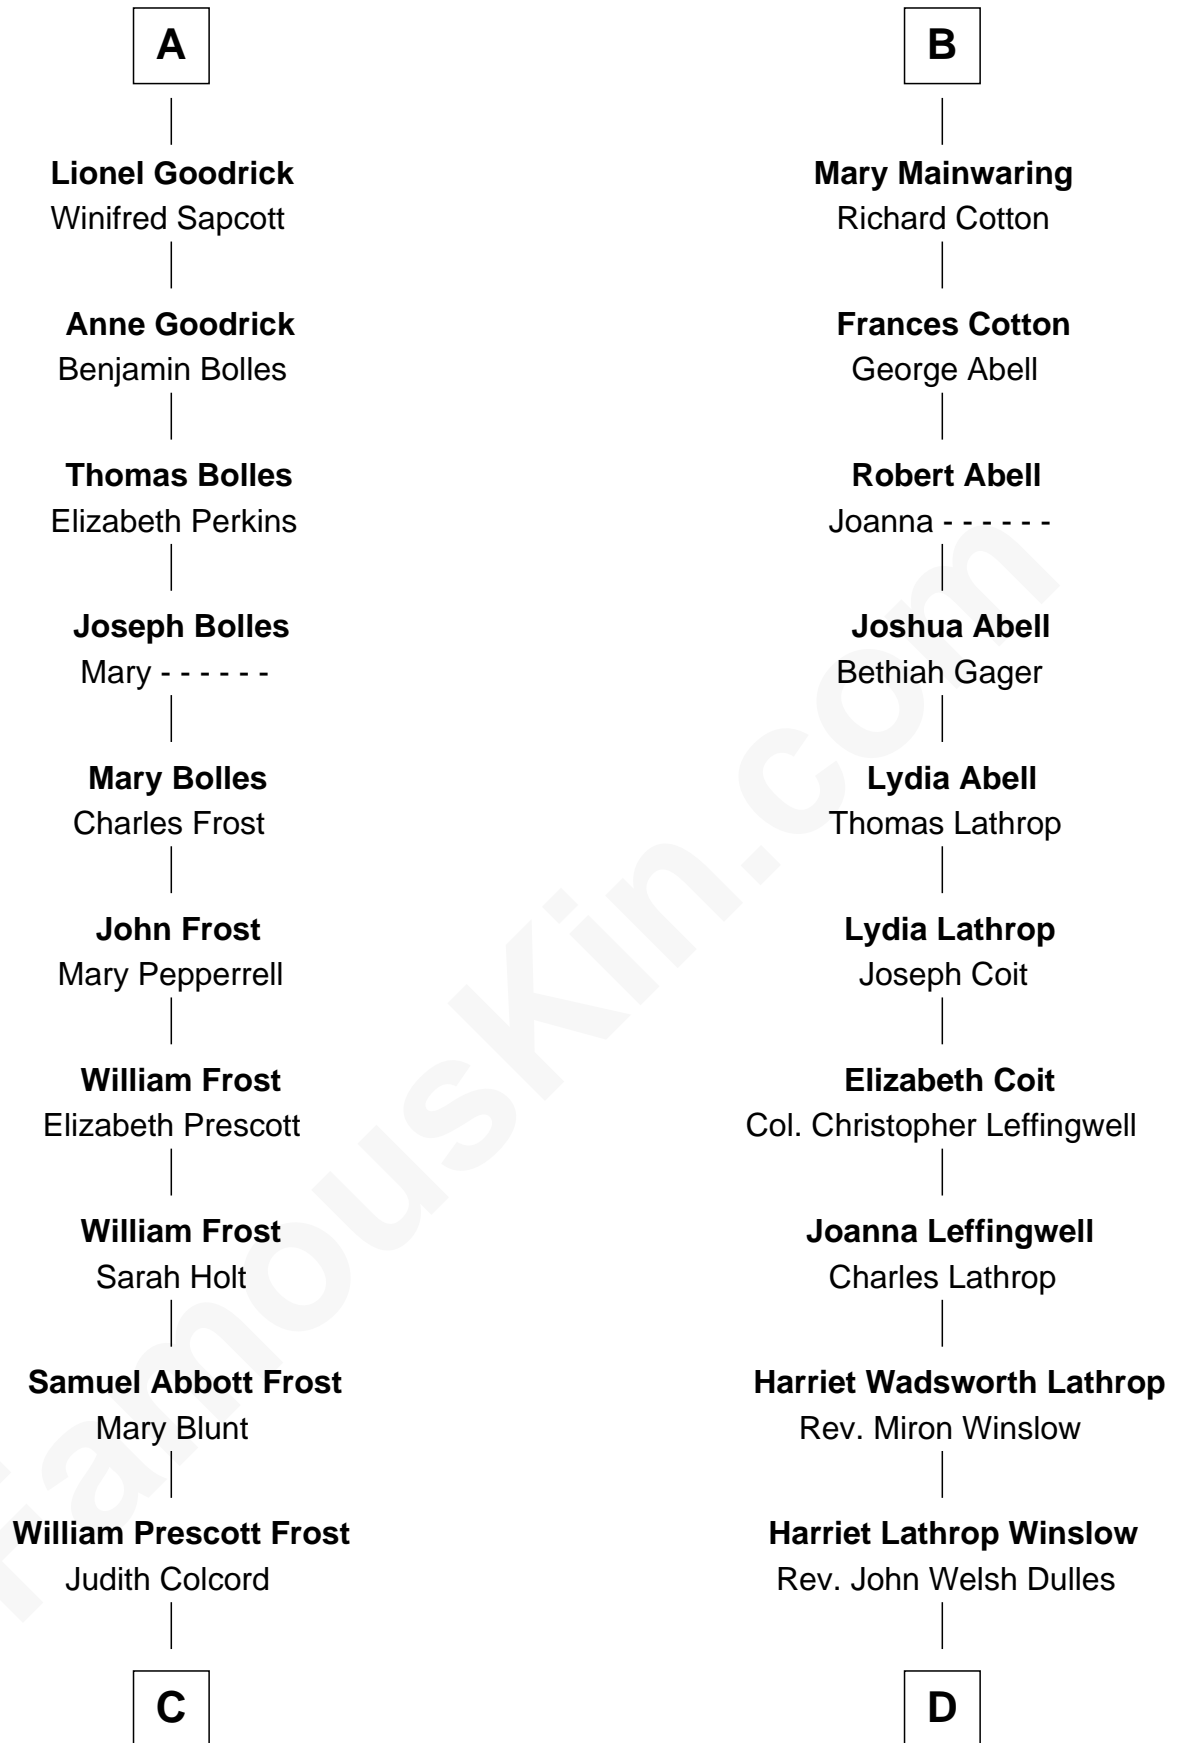 A
Lionel Goodrick
Winifred Sapcott
Anne Goodrick
Benjamin Bolles
Thomas Bolles
Elizabeth Perkins
Joseph Bolles
Mary - - - - - -
Mary Bolles
Charles Frost
John Frost
Mary Pepperrell
William Frost
Elizabeth Prescott
William Frost
Sarah Holt
Samuel Abbott Frost
Mary Blunt
William Prescott Frost
Judith Colcord
C
B
Mary Mainwaring
Richard Cotton
Frances Cotton
George Abell
Robert Abell
Joanna - - - - - -
Joshua Abell
Bethiah Gager
Lydia Abell
Thomas Lathrop
Lydia Lathrop
Joseph Coit
Elizabeth Coit
Col. Christopher Leffingwell
Joanna Leffingwell
Charles Lathrop
Harriet Wadsworth Lathrop
Rev. Miron Winslow
Harriet Lathrop Winslow
Rev. John Welsh Dulles
D
FamousKin.com